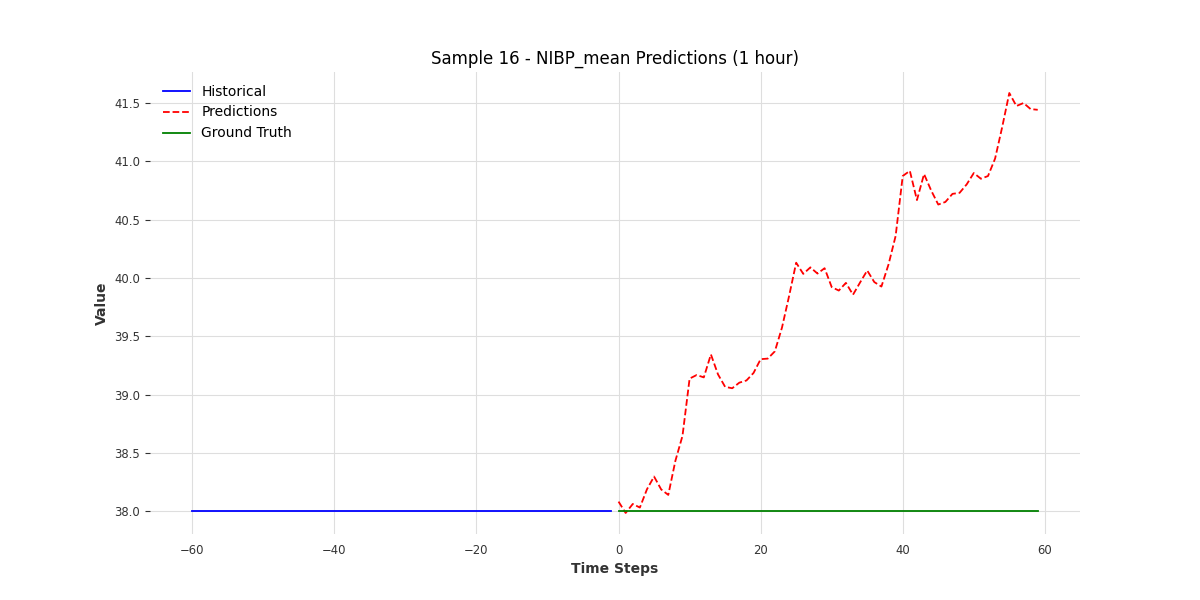 Sample 16 - NIBP_mean Predictions (1 hour)
Historical
Predictions
Ground Truth
41.5
41.0
40.5
40.0
39.5
39.0
38.5
38.0
Value
−60
−40
−20
0
20
40
60
Time Steps